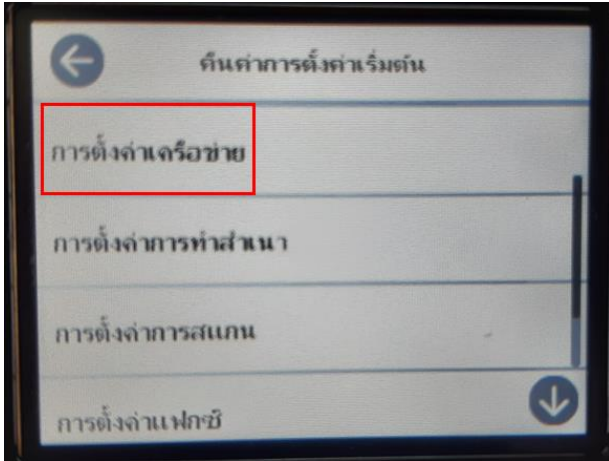 คืนค่าการตั้งค่าเริ่มต้น
การตั้งค่าเครือข่าย
การตั้งค่าการทำสำเนา
การตั้งค่าการสแกน
การตั้งค่าแฟกซ์